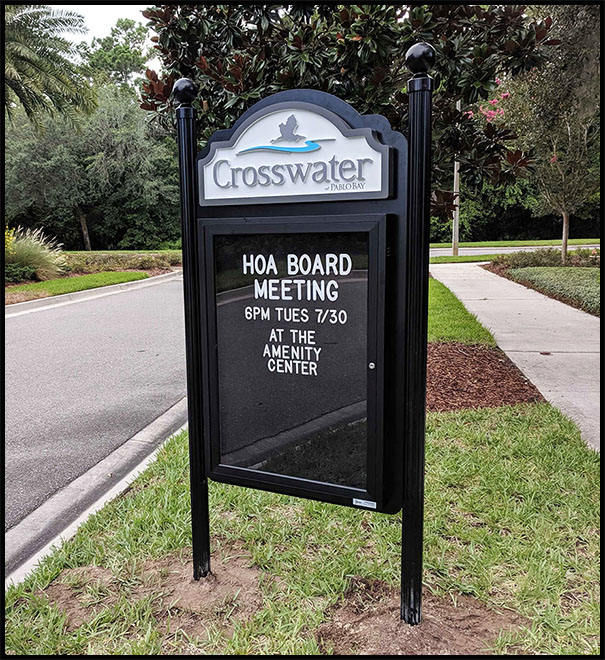 Crosswater
AT PABLO BAY
HOA BOARD
MEETING
6PM TUES 7/30
AT THE
AMENITY
CENTER